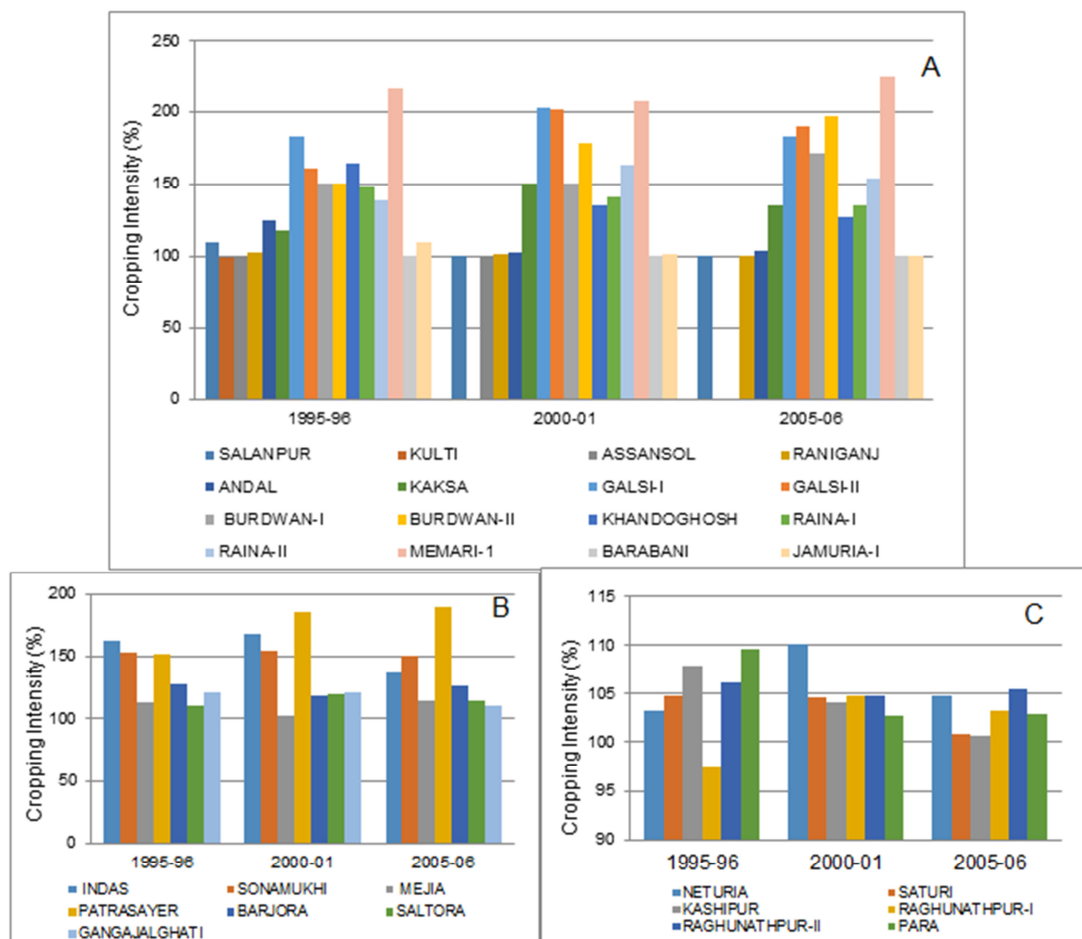 A
Cropping Intensity (%)
250
200
150
100
50
0
1995-96 2000-01 2005-06
SALANPUR KULTI ASSANSOL RANIGANJ
ANDAL KAKSA GALSI-I GALSI-II
BURDWAN-I BURDWAN-II KHANDOGHOSH RAINA-I
RAINA-II MEMARI-1 BARABANI JAMURIA-I
B
Cropping Intensity (%)
200
150
100
50
0
1995-96 2000-01 2005-06
INDAS SONAMUKHI MEJIA
PATRASAYER BARJORA SALTORA
GANGAJALGHATI
C
Cropping Intensity (%)
115
110
105
100
95
90
1995-96 2000-01 2005-06
NETURIA SATURI
KASHIPUR RAGHUNATHPUR-I
RAGHUNATHPUR-II PARA